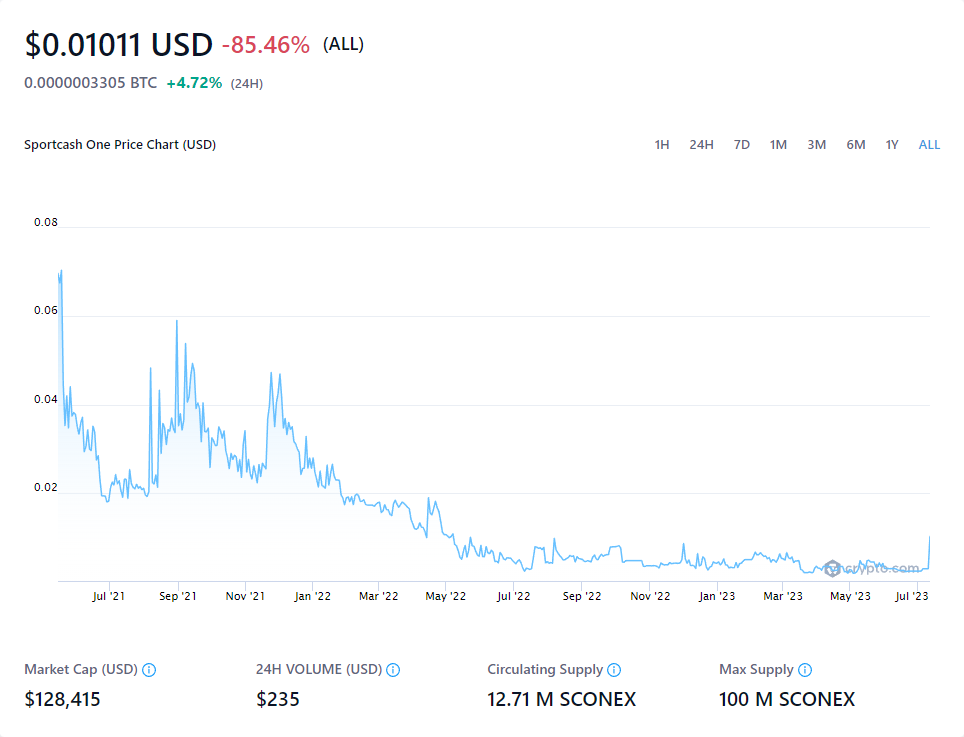 $0.01011 USD -85.46% (ALL)
0.0000003305 BTC +4.72% (24H)
Sportcash One Price Chart (USD)
1H 24H 7D 1M 3M 6M 1Y ALL
0.08
0.06
0.04
0.02
crypto.com
Jul '21 Sep '21 Nov '21 Jan '22 Mar '22 May '22 Jul '22 Sep '22 Nov '22 Jan '23 Mar '23 May '23 Jul '23
Market Cap (USD) 24H VOLUME (USD) Circulating Supply Max Supply
$128,415 $235 12.71 M SCONEX 100 M SCONEX